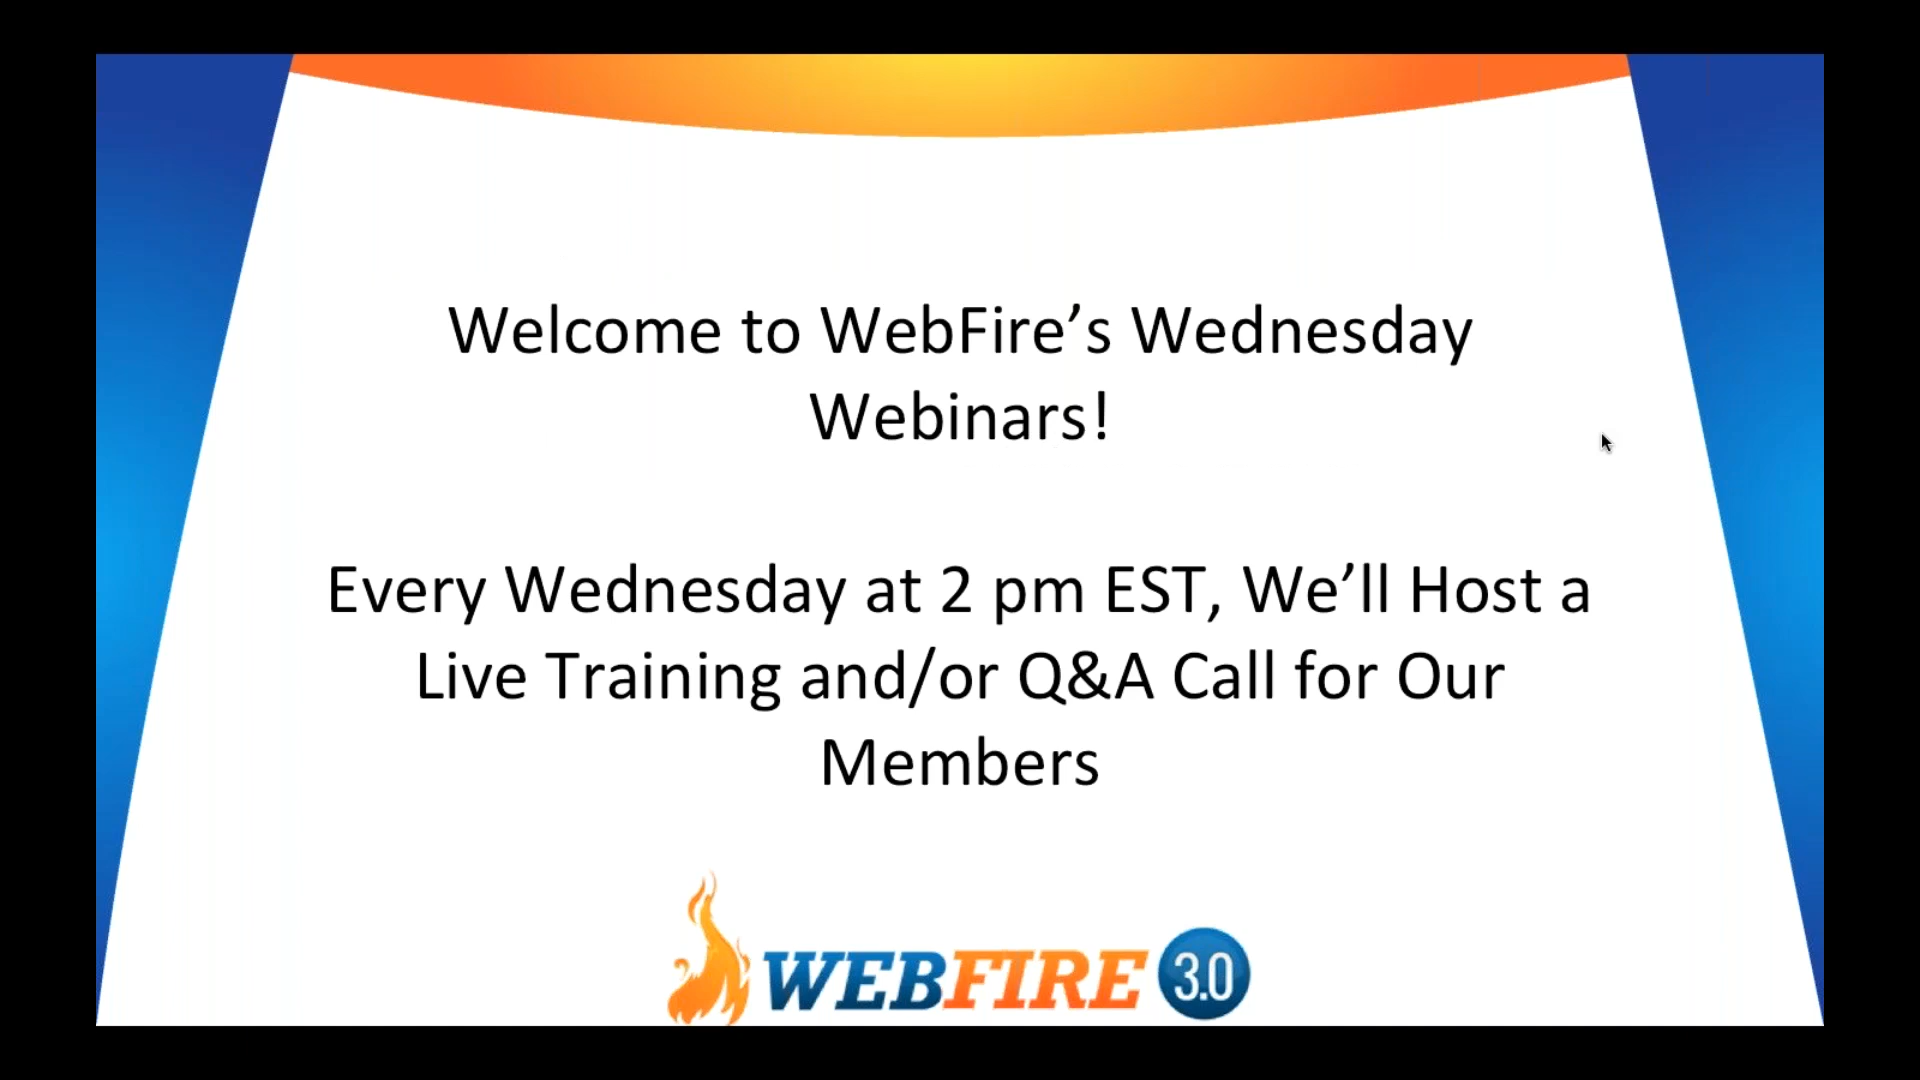 Welcome to WebFire’s Wednesday
Webinars!
Every Wednesday at 2 pm EST, We’ll Host a
Live Training and/or Q&A Call for Our
Members
WEBFIRE 3.0